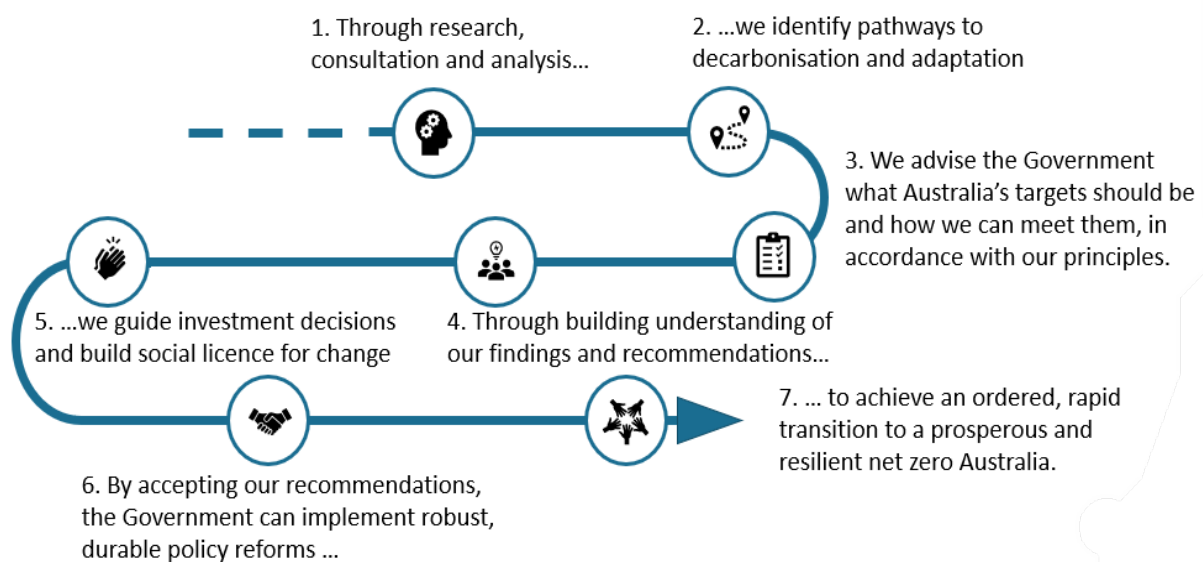 1. Through research,
consultation and analysis...
2. ...we identify pathways to
decarbonisation and adaptation
3. We advise the Government
what Australia's targets should be
and how we can meet them, in
accordance with our principles.
4. Through building understanding of
our findings and recommendations...
5. ...we guide investment decisions
and build social licence for change
6. By accepting our recommendations,
the Government can implement robust,
durable policy reforms ...
7. ... to achieve an ordered, rapid
transition to a prosperous and
resilient net zero Australia.